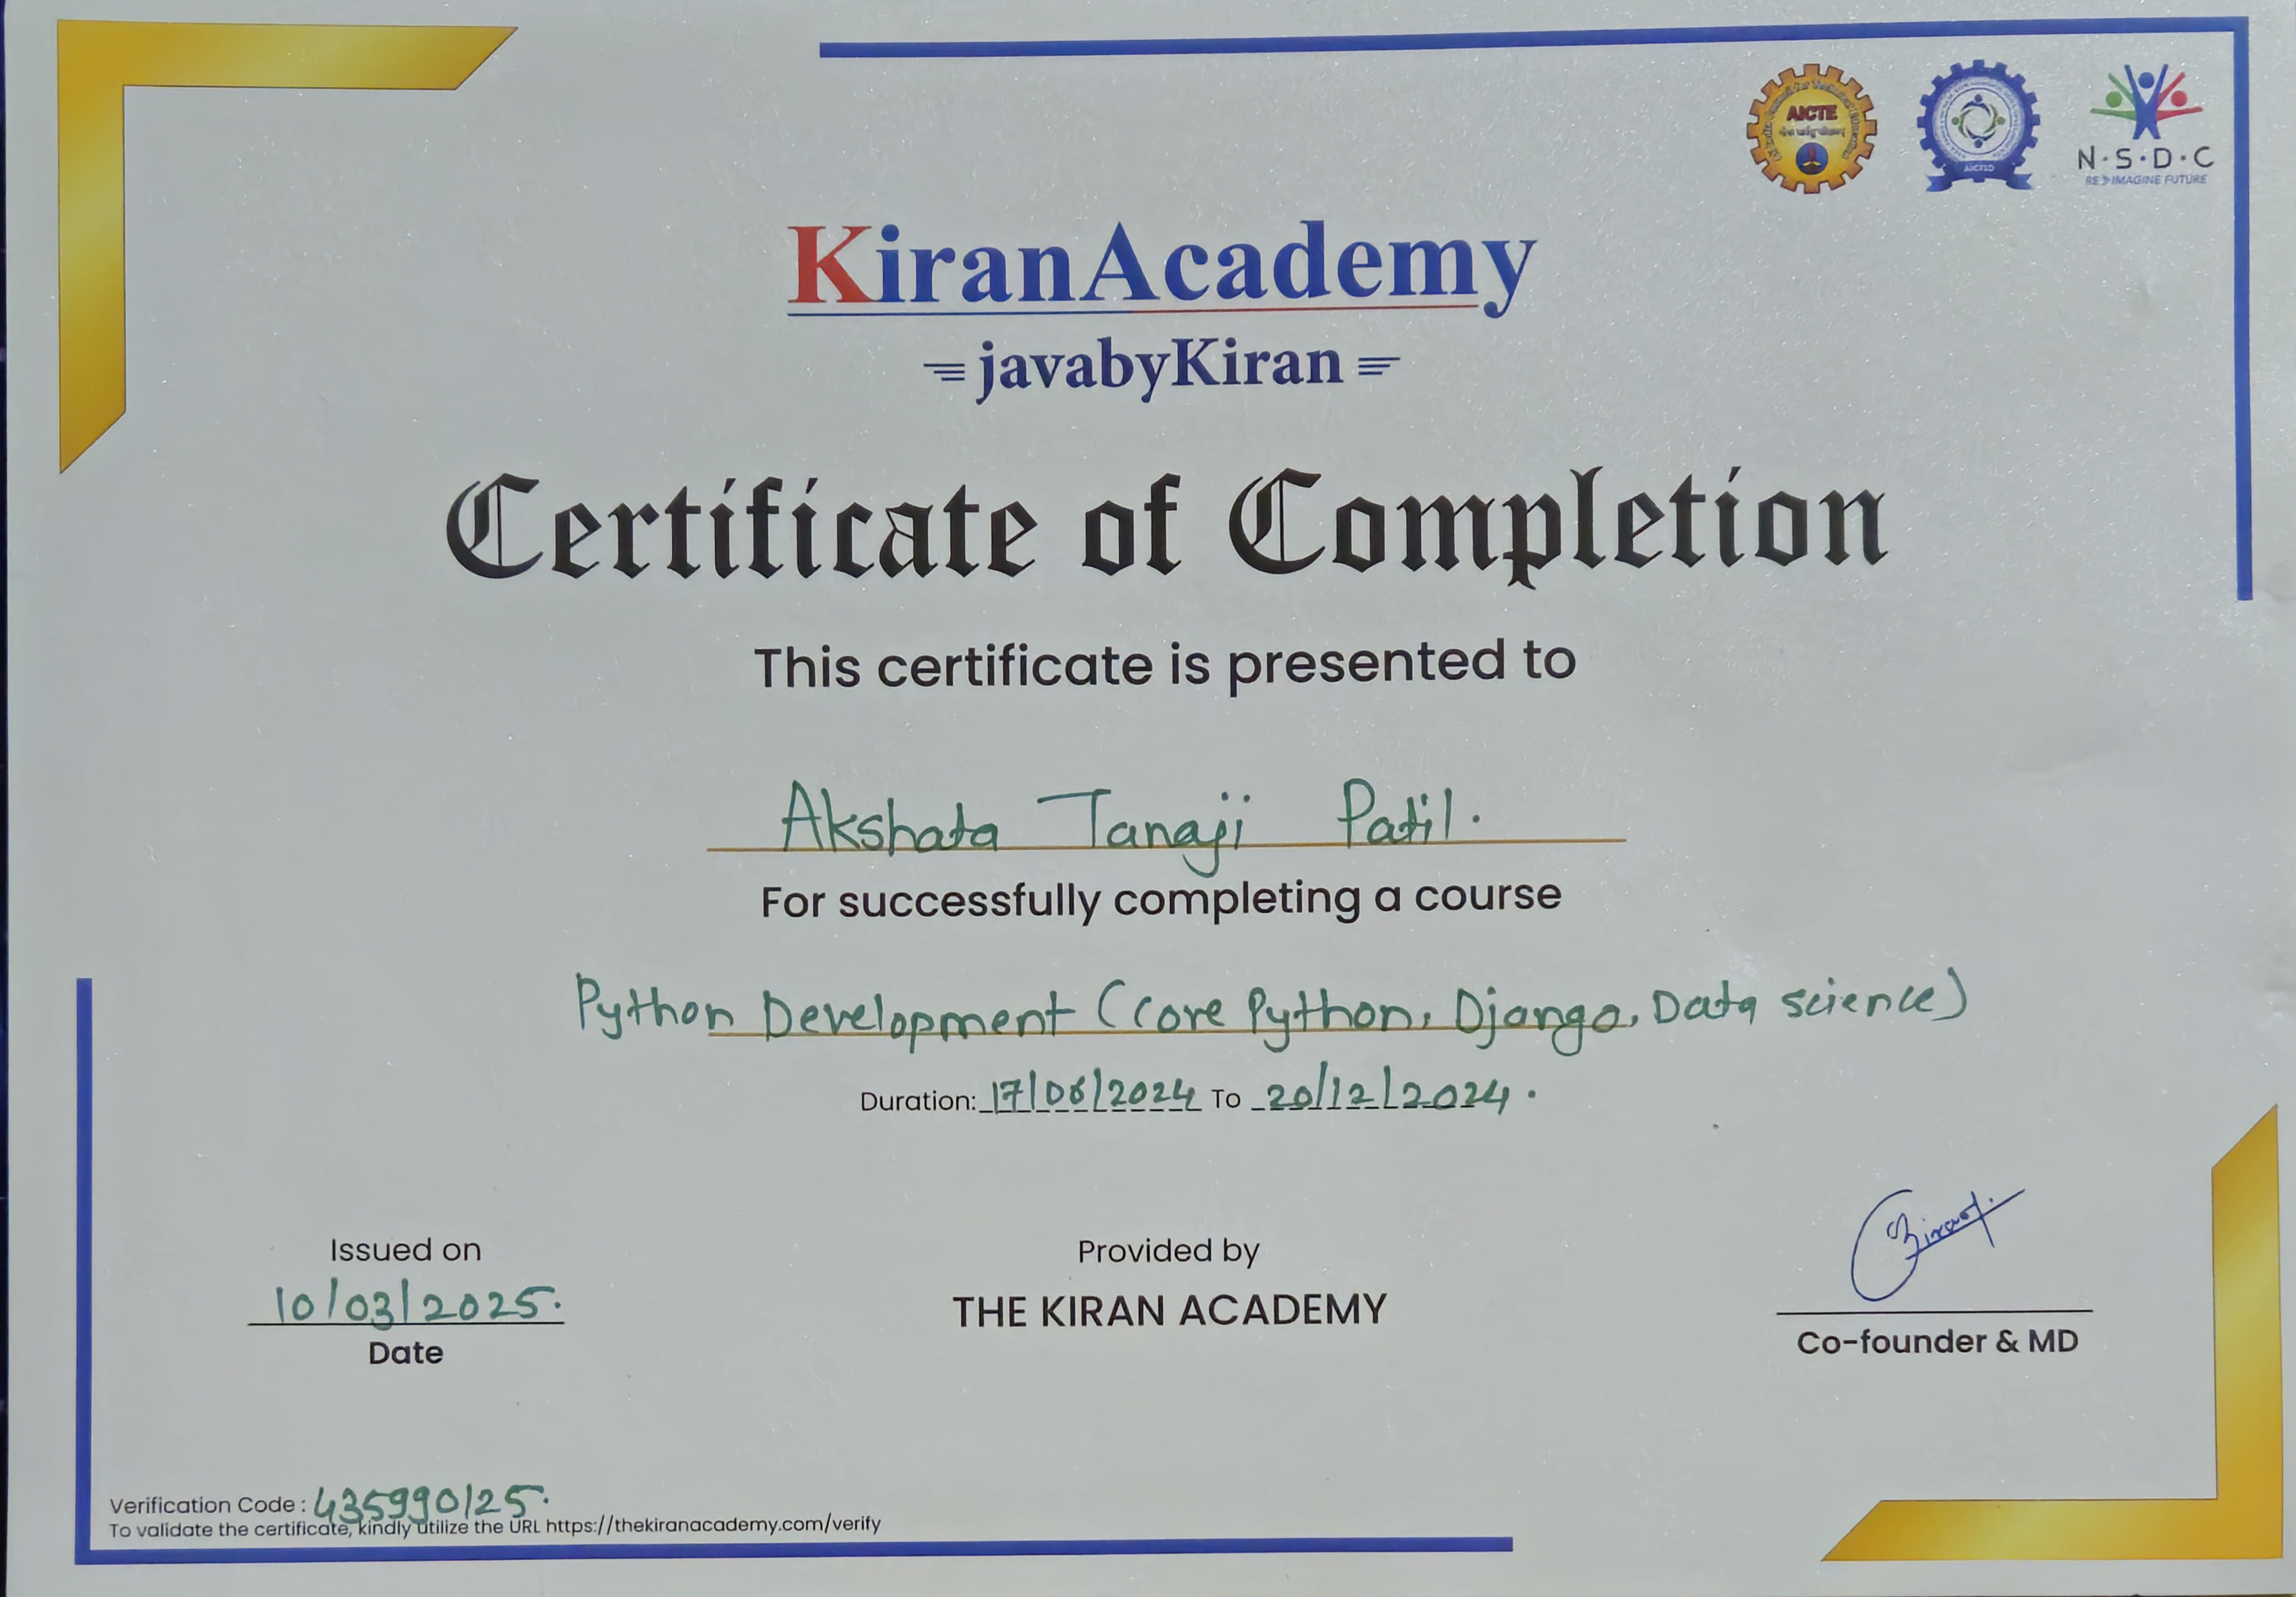 AICTE
AICTSD
N·S·D·C
RE IMAGINE FUTURE
KiranAcademy
javabyKiran
Certificate of Completion
This certificate is presented to
Akshata Tanaji Patil.
For successfully completing a course
Python Development (Core Python, Django, Data science)
Duration: 17/06/2024 To 20/12/2024.
Issued on
10/03/2025.
Date
Provided by
THE KIRAN ACADEMY
Co-founder & MD
Verification Code : 435990/25.
To validate the certificate, kindly utilize the URL https://thekiranacademy.com/verify